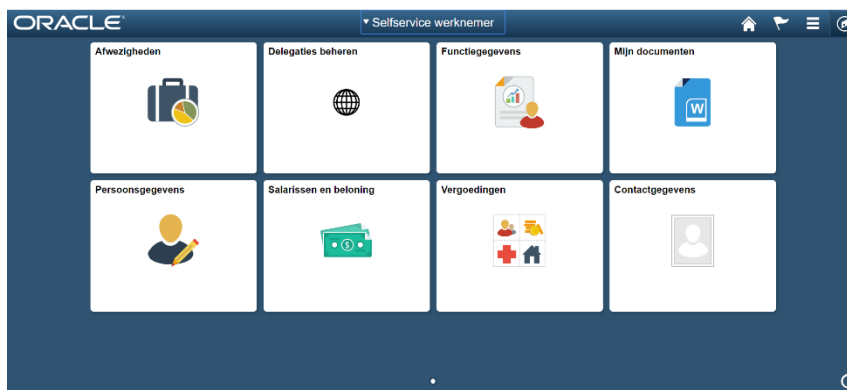 ORACLE
Selfservice werknemer
Afwezigheden
Delegaties beheren
Functiegegevens
Mijn documenten
W
Persoonsgegevens
Salarissen en beloning
Vergoedingen
Contactgegevens
$